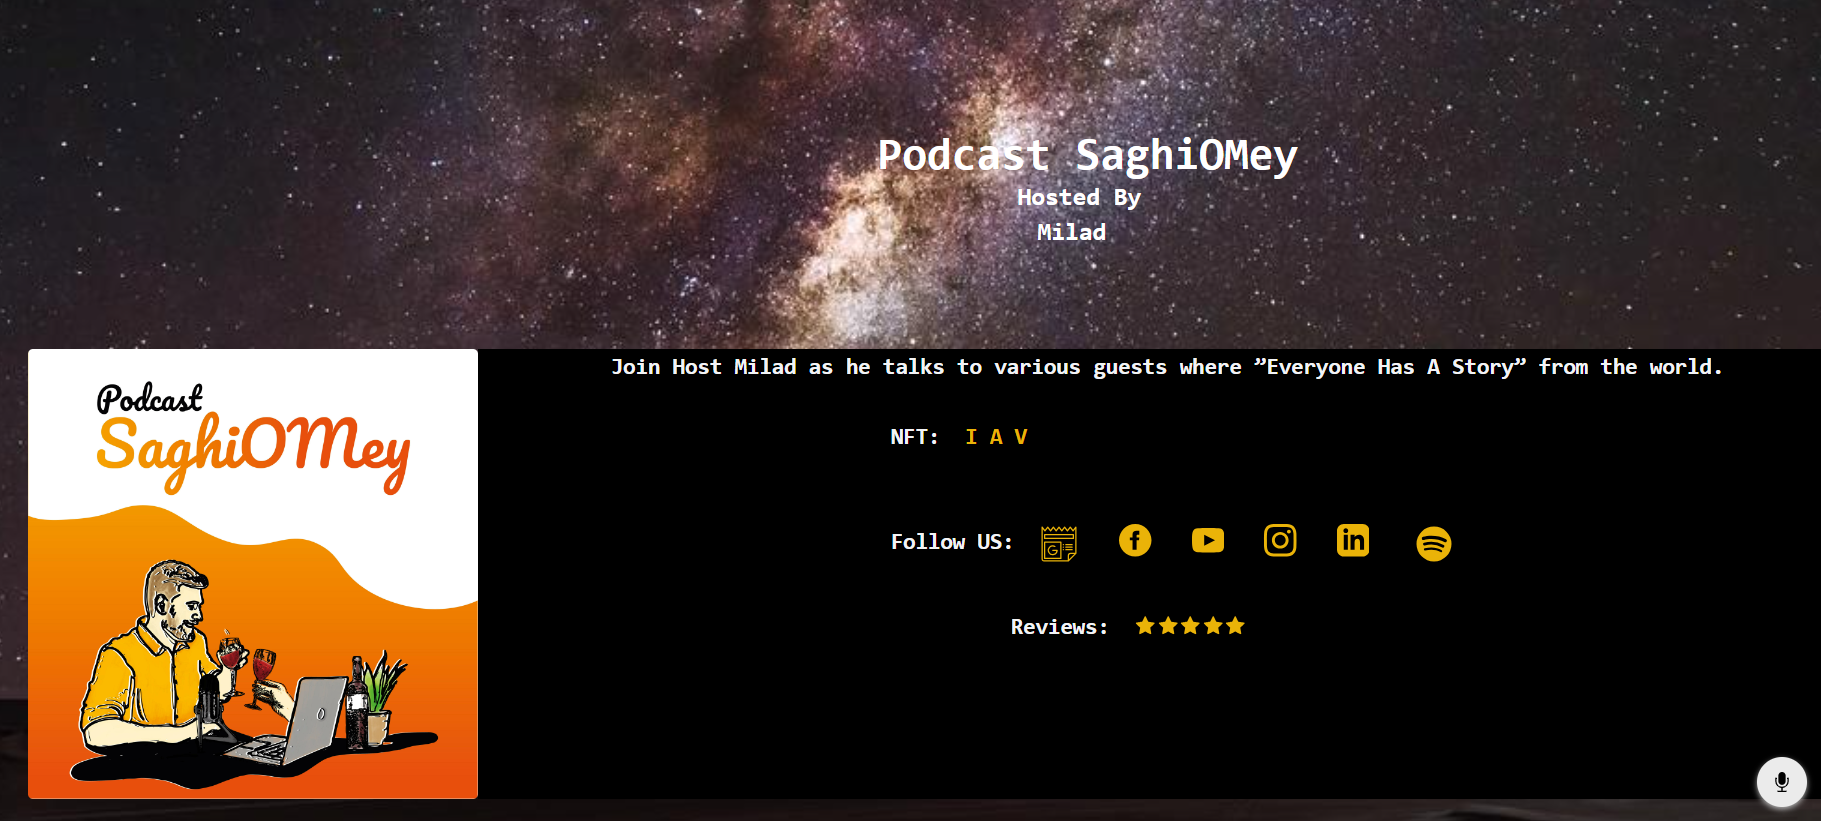 Podcast SaghiOMey
Hosted By
Milad
Podcast
SaghiOMey
Join Host Milad as he talks to various guests where ”Everyone Has A Story” from the world.
NFT: I A V
Follow US:
Reviews: